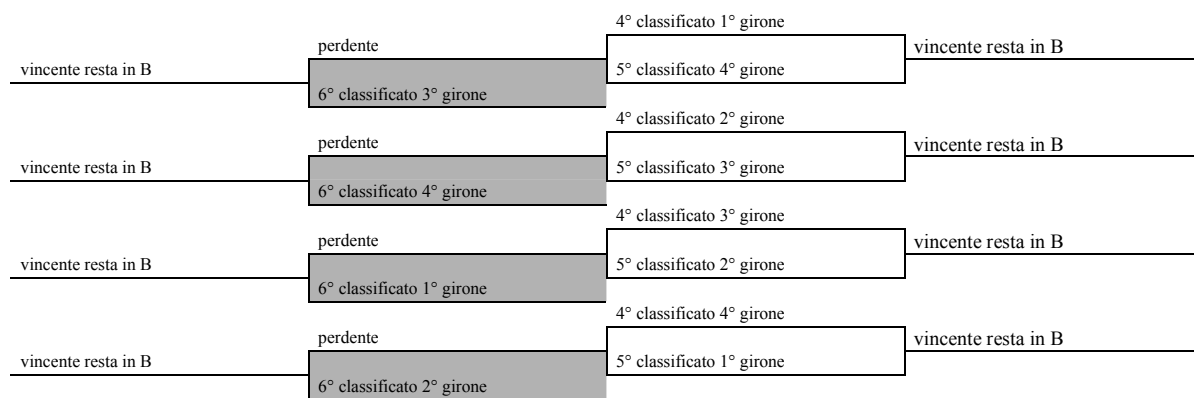 4° classificato 1° girone
perdente
vincente resta in B
vincente resta in B
5° classificato 4° girone
6° classificato 3° girone
4° classificato 2° girone
perdente
vincente resta in B
vincente resta in B
5° classificato 3° girone
6° classificato 4° girone
4° classificato 3° girone
perdente
vincente resta in B
vincente resta in B
5° classificato 2° girone
6° classificato 1° girone
4° classificato 4° girone
perdente
vincente resta in B
vincente resta in B
5° classificato 1° girone
6° classificato 2° girone